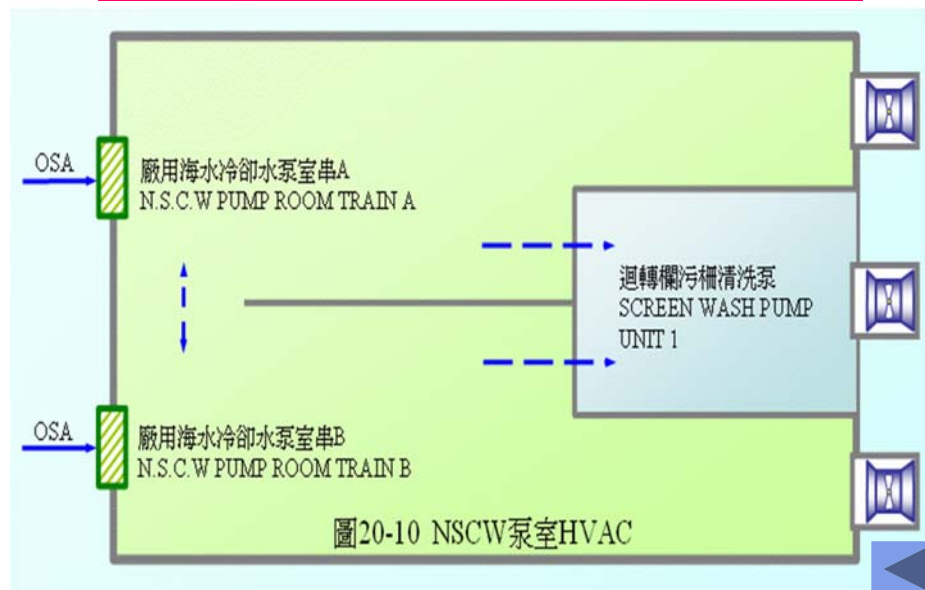 OSA
廠用海水冷卻水泵室串A
N.S.C.W PUMP ROOM TRAIN A
迴轉欄污柵清洗泵
SCREEN WASH PUMP
UNIT 1
OSA
廠用海水冷卻水泵室串B
N.S.C.W PUMP ROOM TRAIN B
圖20-10 NSCW泵室HVAC